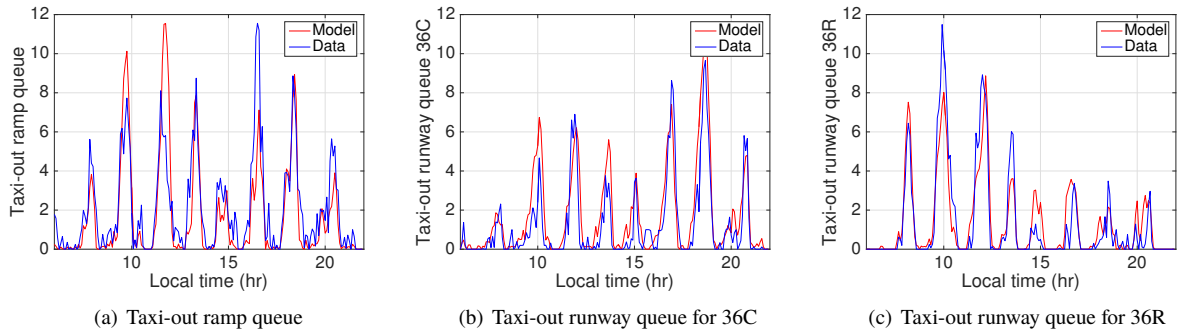 12
10
8
6
4
2
0
Taxi-out ramp queue
Model
Data
10
15
20
Local time (hr)
(a) Taxi-out ramp queue
12
10
8
6
4
2
0
Taxi-out runway queue 36C
Model
Data
10
15
20
Local time (hr)
(b) Taxi-out runway queue for 36C
12
10
8
6
4
2
0
Taxi-out runway queue 36R
Model
Data
10
15
20
Local time (hr)
(c) Taxi-out runway queue for 36R